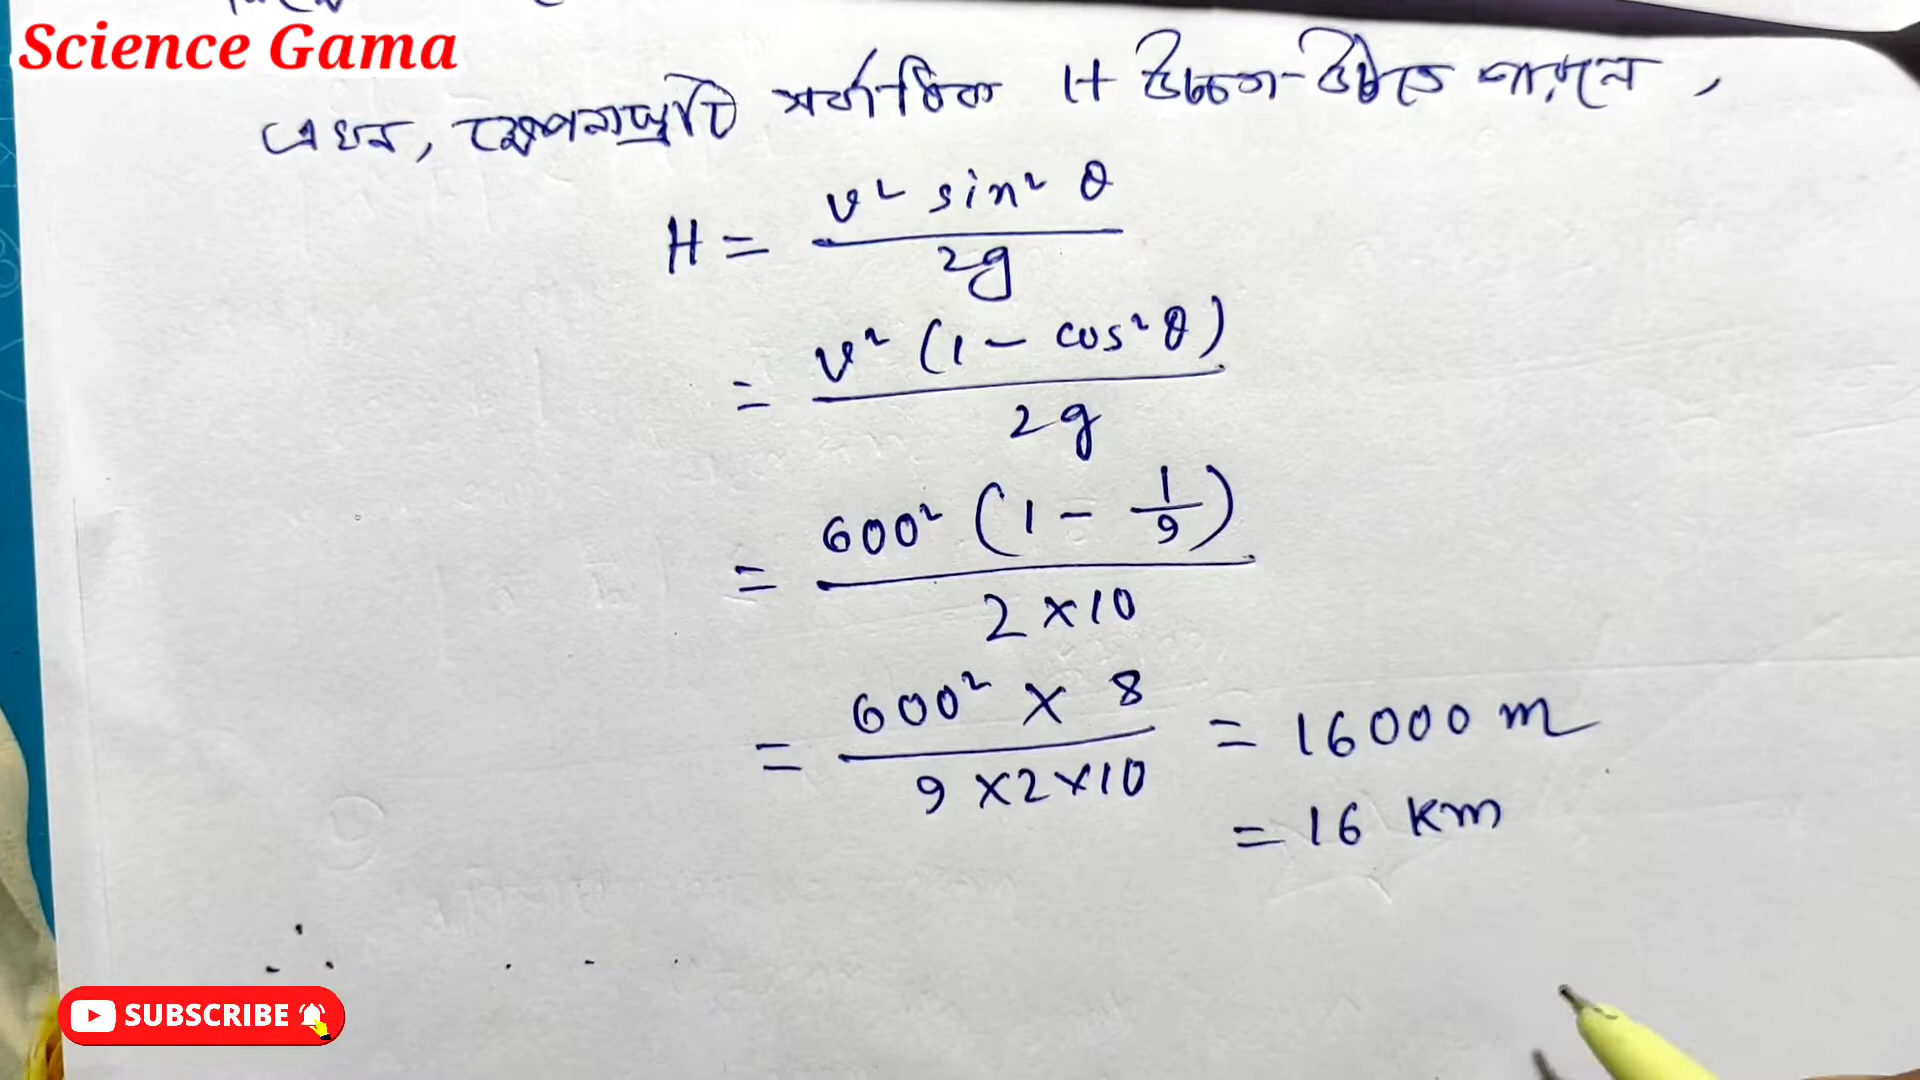 Science Gama
এখন, ক্ষেপনাস্ত্রটি সর্বাধিক H উচ্চতা উঠতে পারলে,
H = v² sin² θ / 2g
= v² (1 - cos² θ) / 2g
= 600² (1 - 1/9) / 2 × 10
= 600² × 8 / 9 × 2 × 10 = 16000 m
= 16 km
∴ . - .
SUBSCRIBE